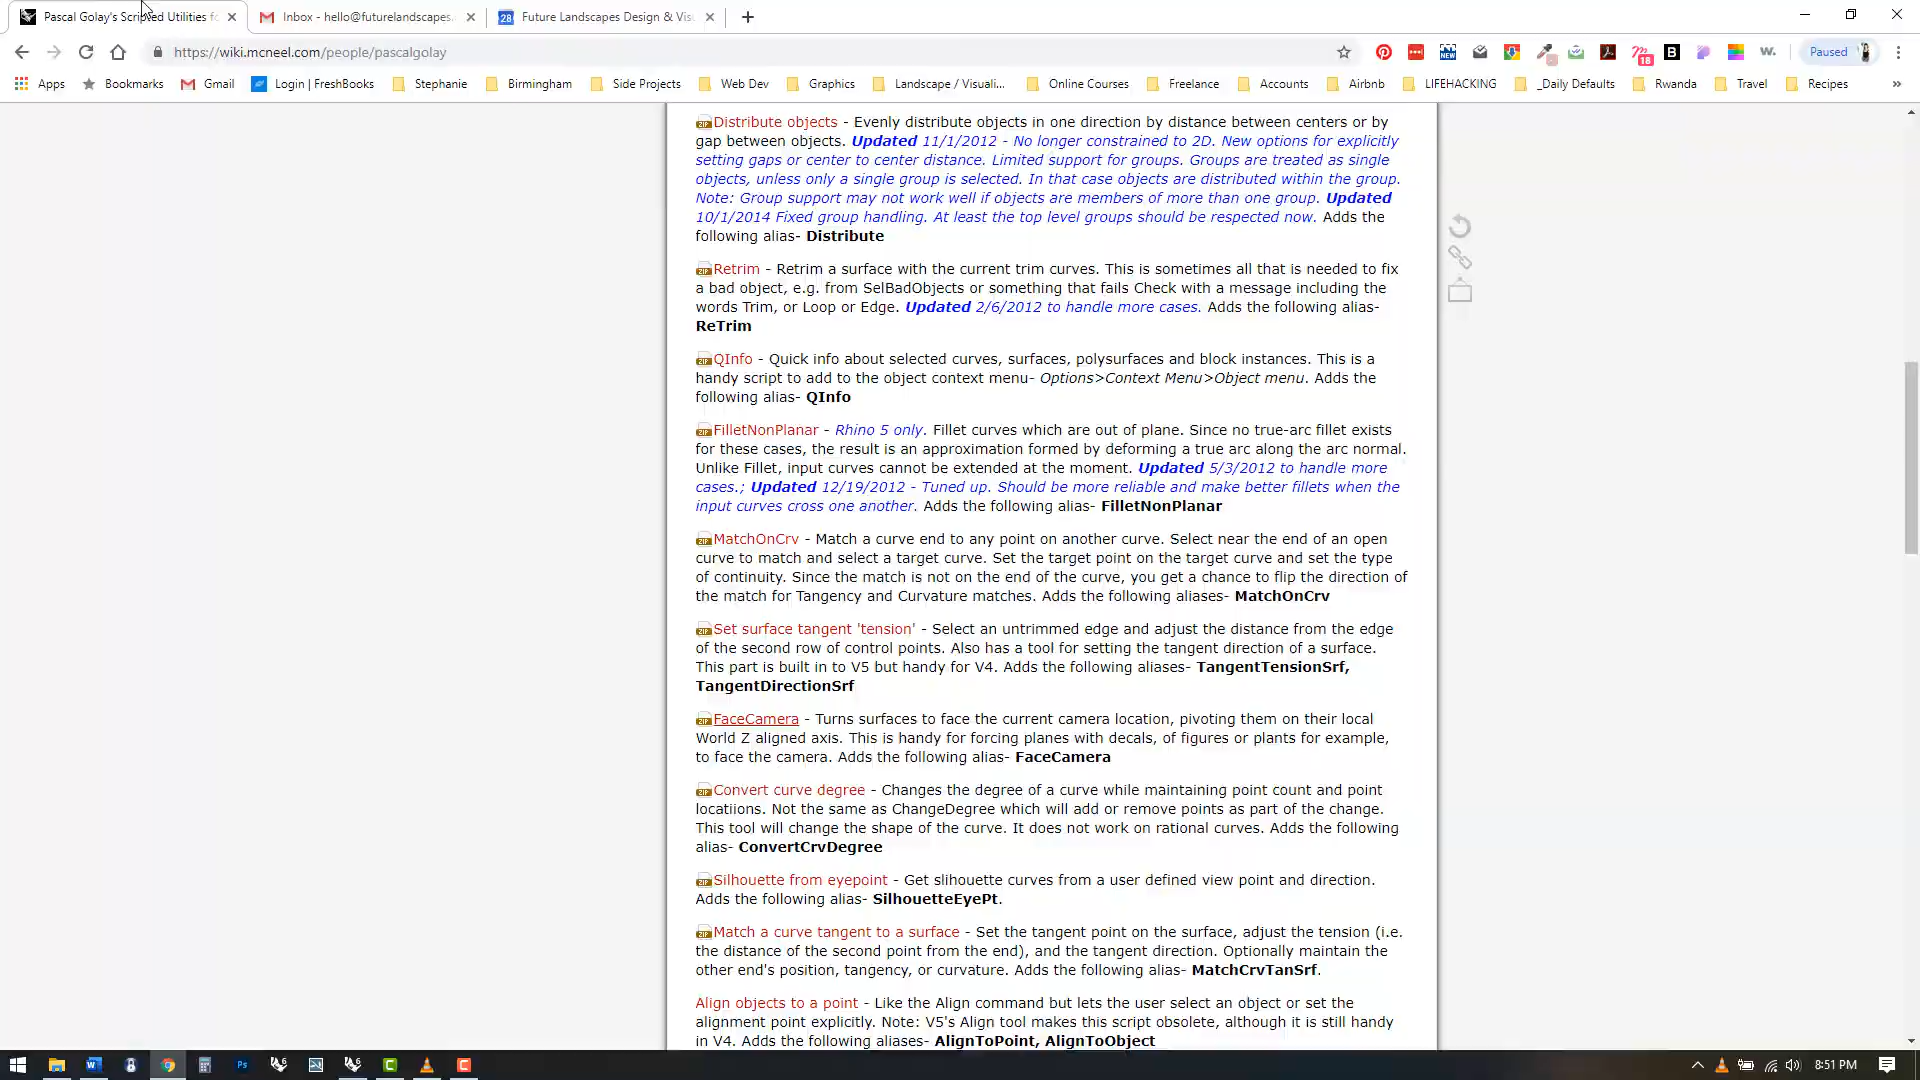 Pascal Golay's Scripted Utilities fo
Inbox - hello@futurelandscapes.
28 Future Landscapes Design & Vis
https://wiki.mcneel.com/people/pascalgolay
NEW
18
w.
Paused
Apps
Bookmarks
Gmail
Login | FreshBooks
Stephanie
Birmingham
Side Projects
Web Dev
Graphics
Landscape / Visuali...
Online Courses
Freelance
Accounts
Airbnb
LIFEHACKING
_Daily Defaults
Rwanda
Travel
Recipes
»
Distribute objects - Evenly distribute objects in one direction by distance between centers or by
gap between objects. Updated 11/1/2012 - No longer constrained to 2D. New options for explicitly
setting gaps or center to center distance. Limited support for groups. Groups are treated as single
objects, unless only a single group is selected. In that case objects are distributed within the group.
Note: Group support may not work well if objects are members of more than one group. Updated
10/1/2014 Fixed group handling. At least the top level groups should be respected now. Adds the
following alias- Distribute
Retrim - Retrim a surface with the current trim curves. This is sometimes all that is needed to fix
a bad object, e.g. from SelBadObjects or something that fails Check with a message including the
words Trim, or Loop or Edge. Updated 2/6/2012 to handle more cases. Adds the following alias-
ReTrim
QInfo - Quick info about selected curves, surfaces, polysurfaces and block instances. This is a
handy script to add to the object context menu- Options>Context Menu>Object menu. Adds the
following alias- QInfo
FilletNonPlanar - Rhino 5 only. Fillet curves which are out of plane. Since no true-arc fillet exists
for these cases, the result is an approximation formed by deforming a true arc along the arc normal.
Unlike Fillet, input curves cannot be extended at the moment. Updated 5/3/2012 to handle more
cases.; Updated 12/19/2012 - Tuned up. Should be more reliable and make better fillets when the
input curves cross one another. Adds the following alias- FilletNonPlanar
MatchOnCrv - Match a curve end to any point on another curve. Select near the end of an open
curve to match and select a target curve. Set the target point on the target curve and set the type
of continuity. Since the match is not on the end of the curve, you get a chance to flip the direction of
the match for Tangency and Curvature matches. Adds the following aliases- MatchOnCrv
Set surface tangent 'tension' - Select an untrimmed edge and adjust the distance from the edge
of the second row of control points. Also has a tool for setting the tangent direction of a surface.
This part is built in to V5 but handy for V4. Adds the following aliases- TangentTensionSrf,
TangentDirectionSrf
FaceCamera - Turns surfaces to face the current camera location, pivoting them on their local
World Z aligned axis. This is handy for forcing planes with decals, of figures or plants for example,
to face the camera. Adds the following alias- FaceCamera
Convert curve degree - Changes the degree of a curve while maintaining point count and point
locatiions. Not the same as ChangeDegree which will add or remove points as part of the change.
This tool will change the shape of the curve. It does not work on rational curves. Adds the following
alias- ConvertCrvDegree
Silhouette from eyepoint - Get slihouette curves from a user defined view point and direction.
Adds the following alias- SilhouetteEyePt.
Match a curve tangent to a surface - Set the tangent point on the surface, adjust the tension (i.e.
the distance of the second point from the end), and the tangent direction. Optionally maintain the
other end's position, tangency, or curvature. Adds the following alias- MatchCrvTanSrf.
Align objects to a point - Like the Align command but lets the user select an object or set the
alignment point explicitly. Note: V5's Align tool makes this script obsolete, although it is still handy
in V4. Adds the following aliases- AlignToPoint, AlignToObject
8:51 PM